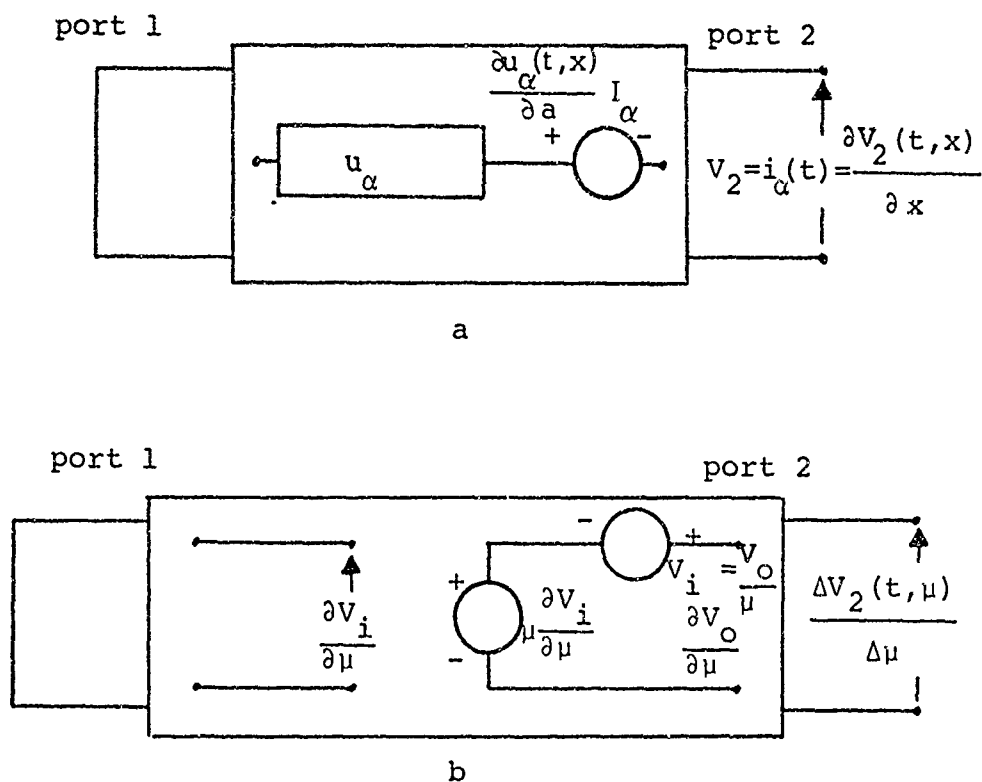 port 1
port 2
∂u_α(t,x)/∂a I_α
+ -
u_α
V_2=i_α(t)=∂V_2(t,x)/∂x
a
port 1
port 2
- +
V_i = V_o/μ
+
-
∂V_i/∂μ
μ ∂V_i/∂μ
∂V_o/∂μ
ΔV_2(t,μ)/Δμ
b